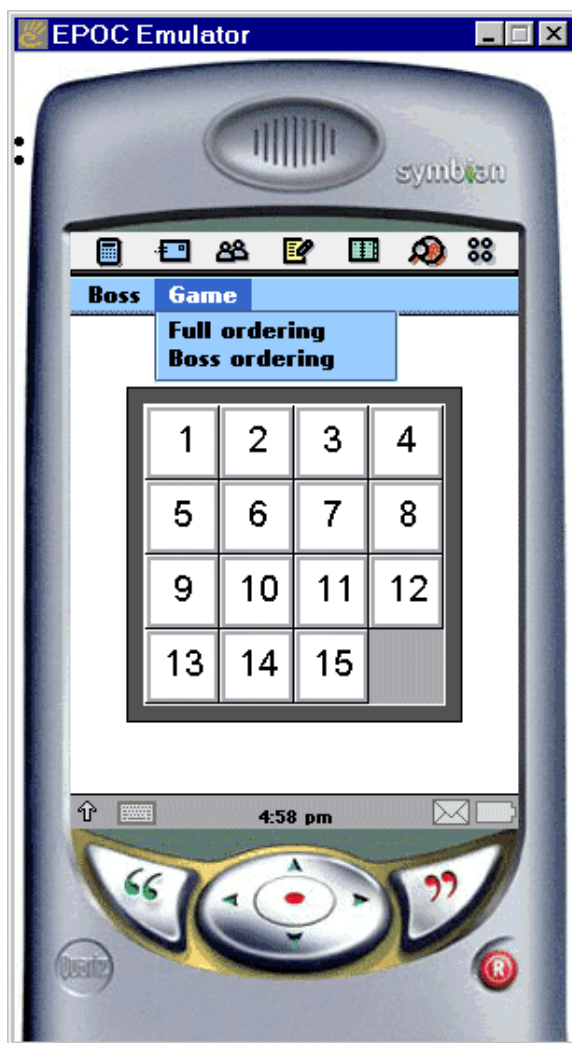 EPOC Emulator
symbian
Boss Game
Full ordering
Boss ordering
1 2 3 4
5 6 7 8
9 10 11 12
13 14 15
4:58 pm
Quartz
R